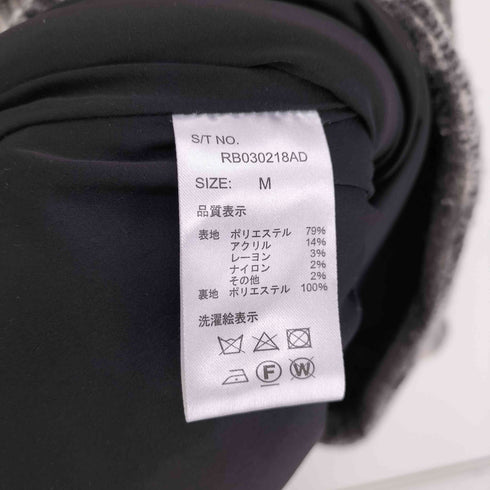 S/T NO.
RB030218AD
SIZE: M
品質表示
表地 ポリエステル 79%
アクリル 14%
レーヨン 3%
ナイロン 2%
その他 2%
裏地 ポリエステル 100%
洗濯絵表示
F W